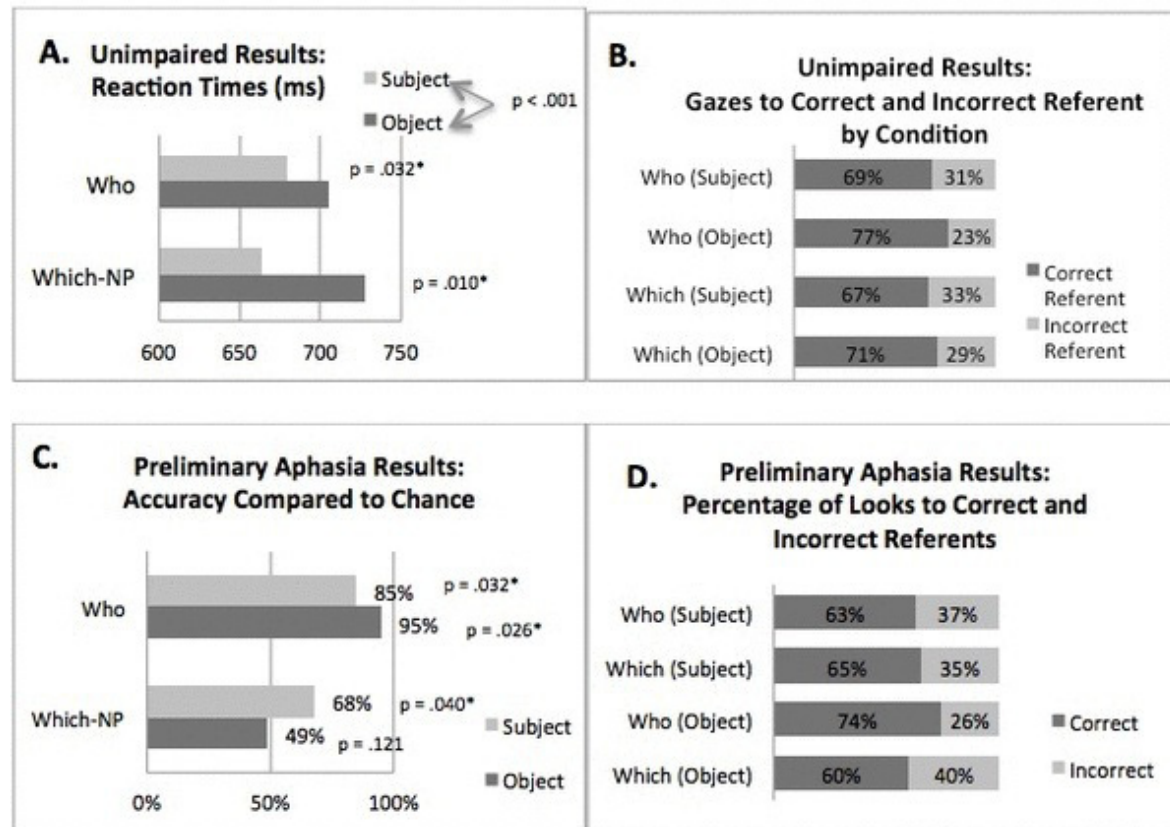 A. Unimpaired Results:
Reaction Times (ms)
Subject
Object
p < .001
Who
p = .032*
Which-NP
p = .010*
600 650 700 750
B.
Unimpaired Results:
Gazes to Correct and Incorrect Referent
by Condition
Who (Subject) 69% 31%
Who (Object) 77% 23%
Which (Subject) 67% 33%
Which (Object) 71% 29%
Correct
Referent
Incorrect
Referent
C.
Preliminary Aphasia Results:
Accuracy Compared to Chance
Who
85% p = .032*
95% p = .026*
Which-NP
68% p = .040*
49% p = .121
Subject
Object
0% 50% 100%
D. Preliminary Aphasia Results:
Percentage of Looks to Correct and
Incorrect Referents
Who (Subject) 63% 37%
Which (Subject) 65% 35%
Who (Object) 74% 26%
Which (Object) 60% 40%
Correct
Incorrect